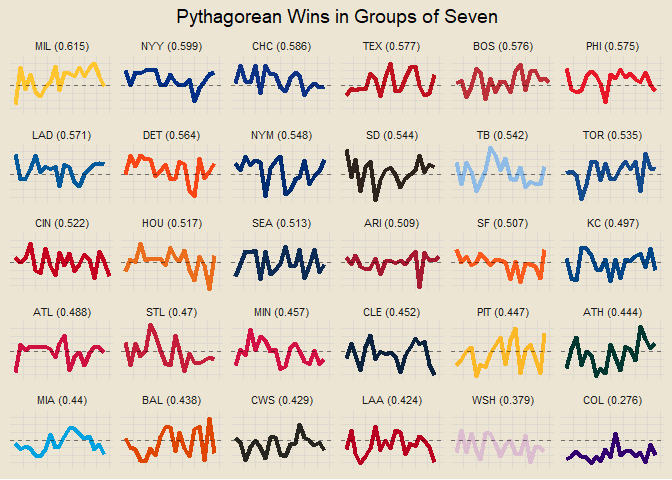 Pythagorean Wins in Groups of Seven
MIL (0.615) NYY (0.599) CHC (0.586) TEX (0.577) BOS (0.576) PHI (0.575)
LAD (0.571) DET (0.564) NYM (0.548) SD (0.544) TB (0.542) TOR (0.535)
CIN (0.522) HOU (0.517) SEA (0.513) ARI (0.509) SF (0.507) KC (0.497)
ATL (0.488) STL (0.47) MIN (0.457) CLE (0.452) PIT (0.447) ATH (0.444)
MIA (0.44) BAL (0.438) CWS (0.429) LAA (0.424) WSH (0.379) COL (0.276)